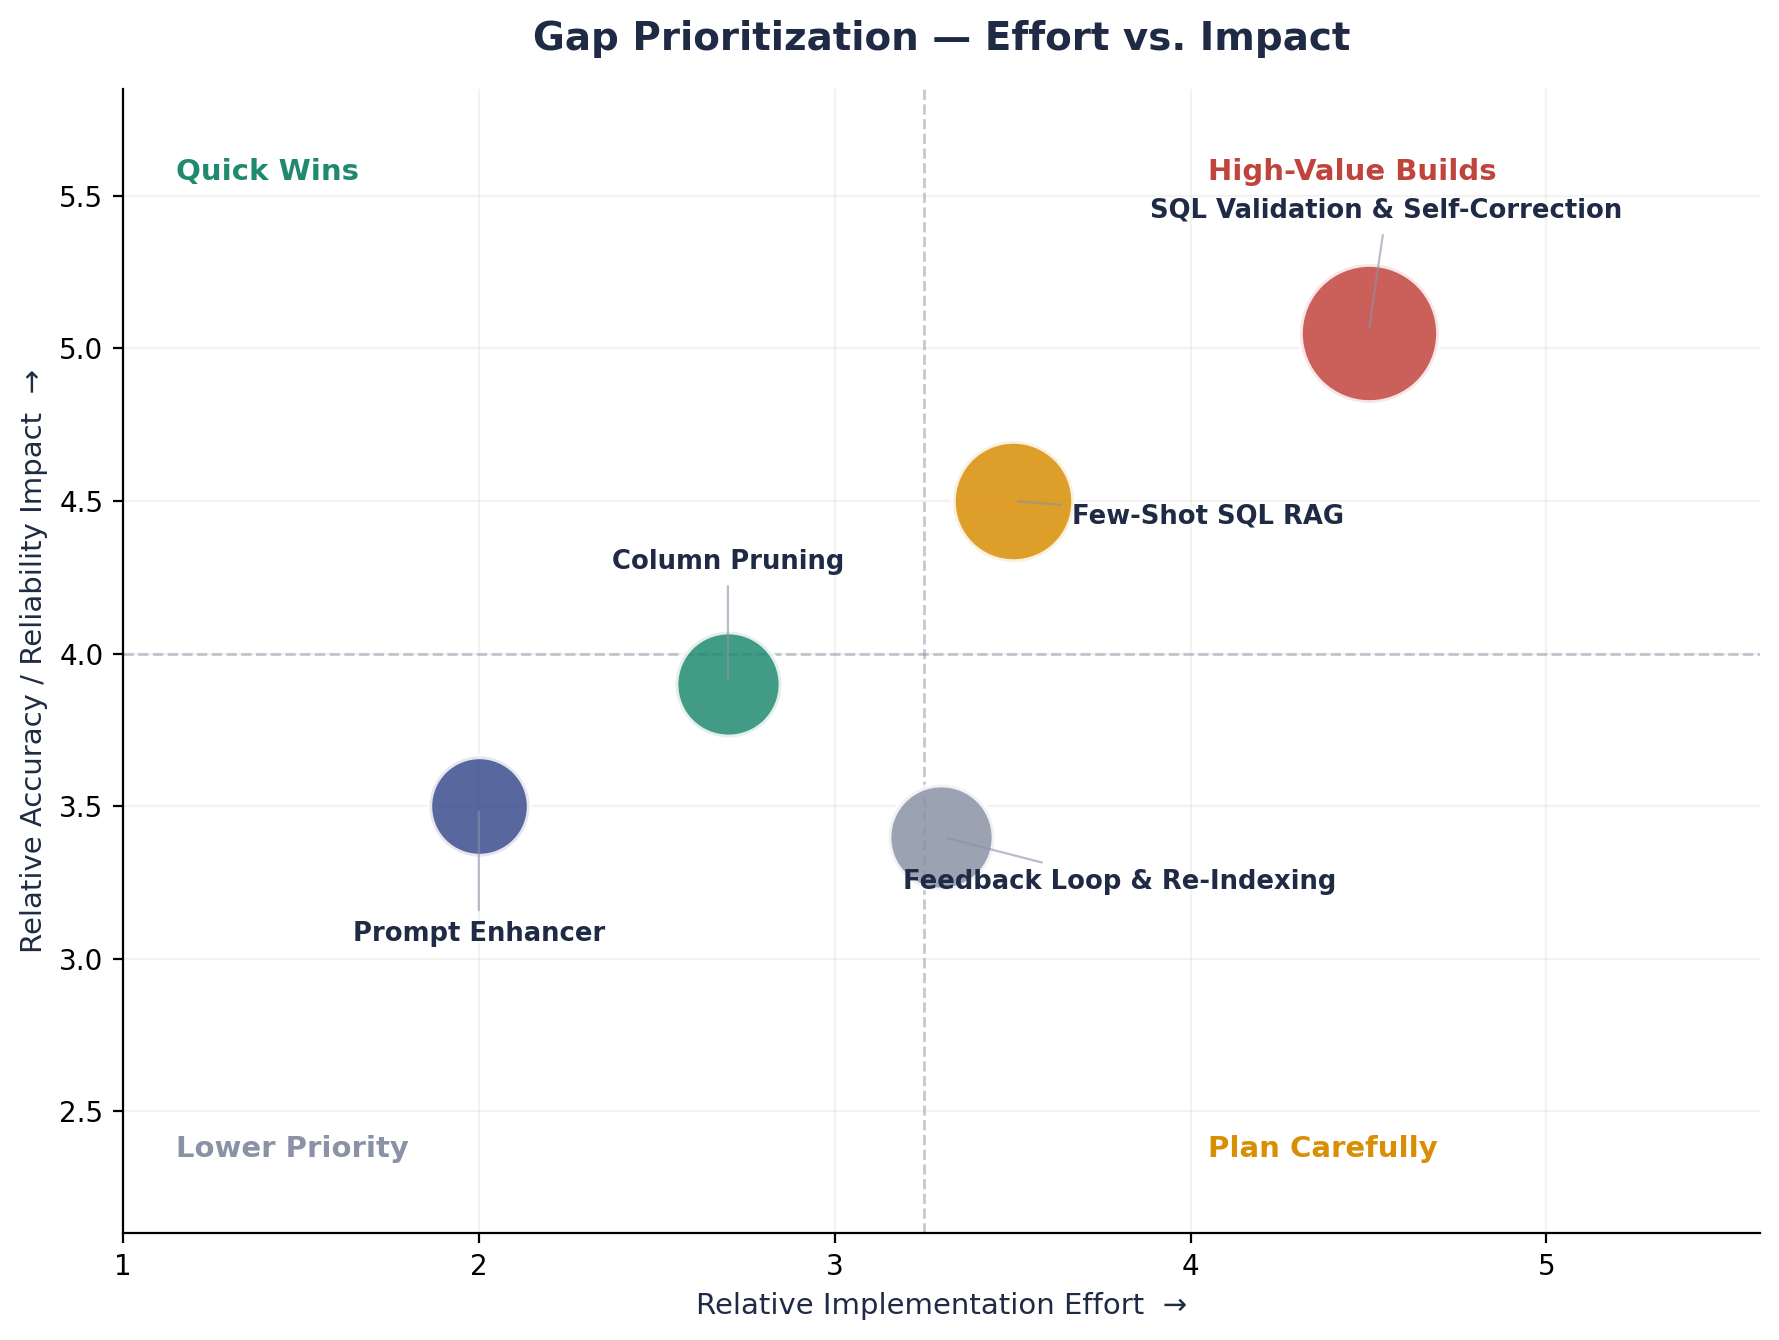 Gap Prioritization — Effort vs. Impact
Quick Wins
High-Value Builds
SQL Validation & Self-Correction
Few-Shot SQL RAG
Column Pruning
Feedback Loop & Re-Indexing
Prompt Enhancer
Lower Priority
Plan Carefully
Relative Accuracy / Reliability Impact →
5.5
5.0
4.5
4.0
3.5
3.0
2.5
1 2 3 4 5
Relative Implementation Effort →